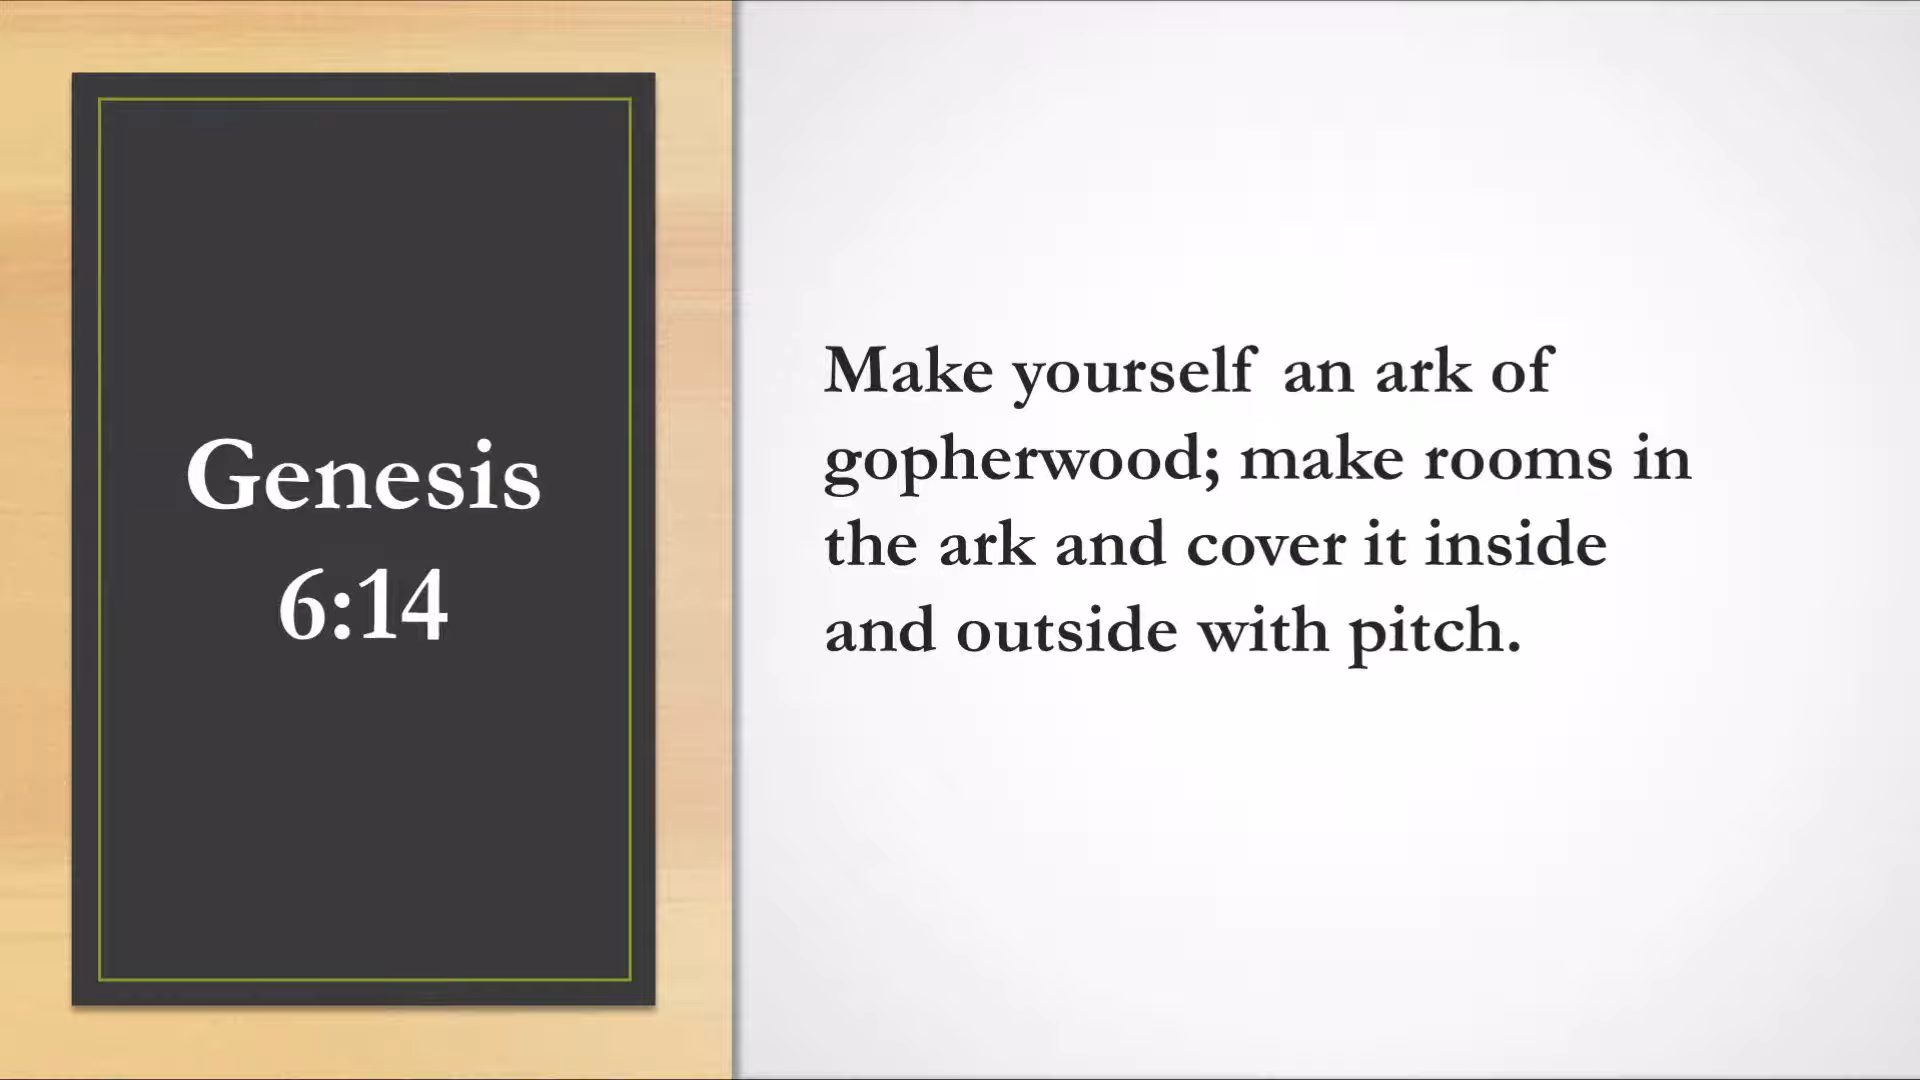 Genesis
6:14
Make yourself an ark of
gopherwood; make rooms in
the ark and cover it inside
and outside with pitch.